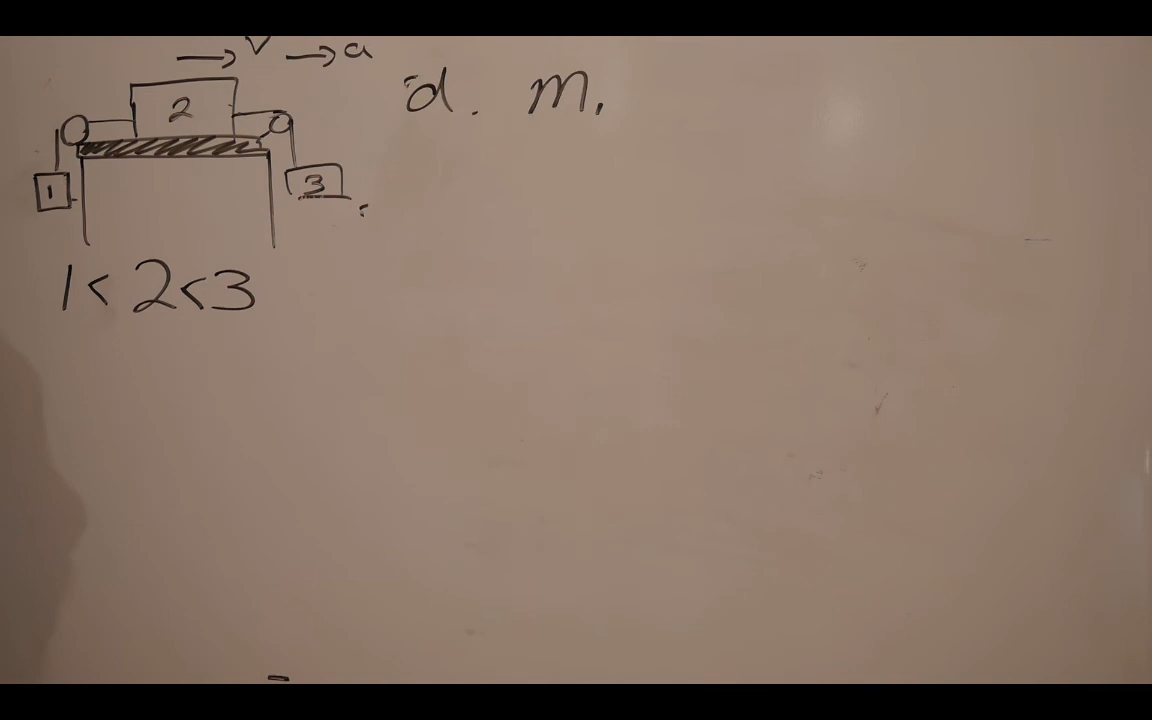 → V → a
2
1
3
d. m,
1 < 2 < 3